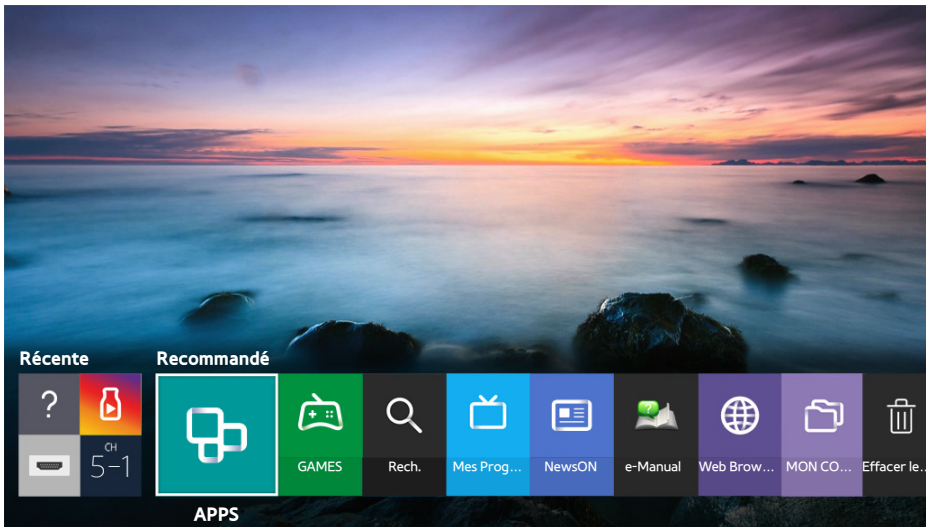 Récente
Recommandé
?
CH
5-1
GAMES
Rech.
Mes Prog...
NewsON
e-Manual
Web Brow...
MON CO...
Effacer le...
APPS